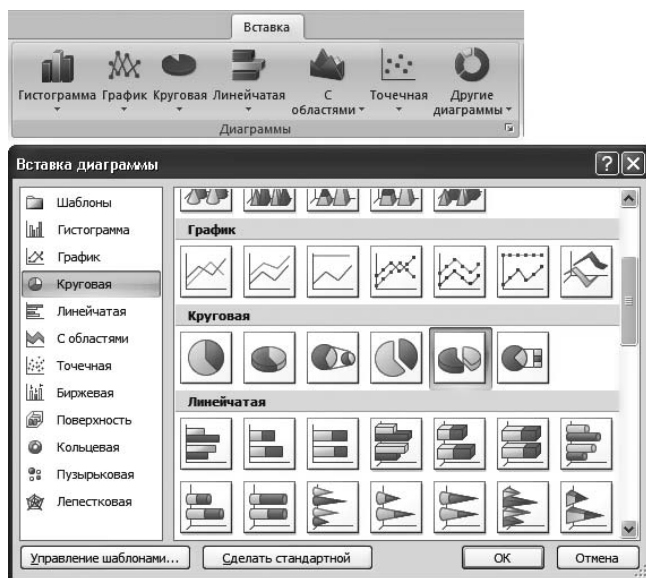 Вставка
Гистограмма График Круговая Линейчатая С областями Точечная Другие диаграммы
Диаграммы
Вставка диаграммы
Шаблоны
Гистограмма
График
Круговая
Линейчатая
С областями
Точечная
Биржевая
Поверхность
Кольцевая
Пузырьковая
Лепестковая
График
Круговая
Линейчатая
Управление шаблонами... Сделать стандартной ОК Отмена